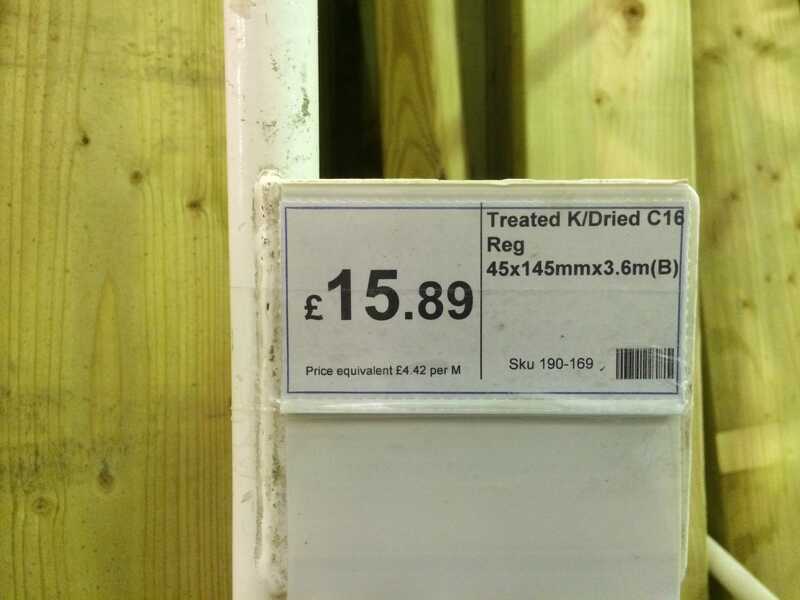 £15.89
Price equivalent £4.42 per M
Treated K/Dried C16
Reg
45x145mmx3.6m(B)
Sku 190-169